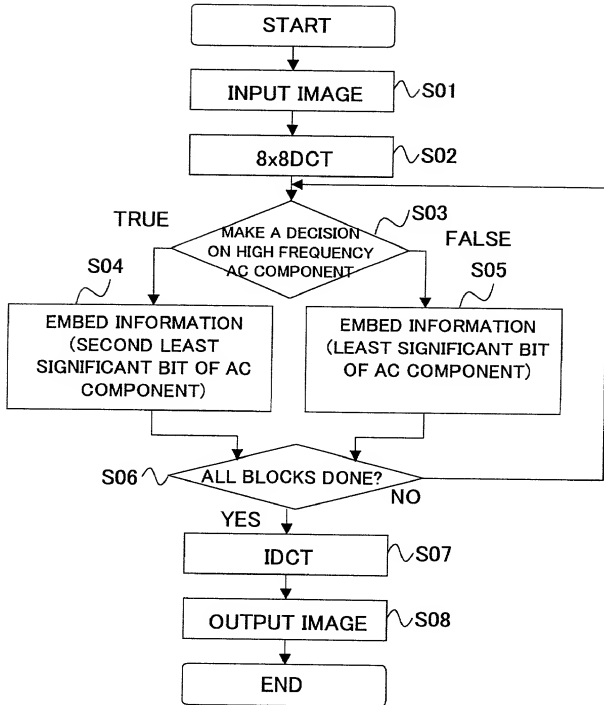 START
INPUT IMAGE
S01
8x8DCT
S02
S03
TRUE
MAKE A DECISION
ON HIGH FREQUENCY
AC COMPONENT
FALSE
S04
S05
EMBED INFORMATION
(SECOND LEAST
SIGNIFICANT BIT OF AC
COMPONENT)
EMBED INFORMATION
(LEAST SIGNIFICANT BIT
OF AC COMPONENT)
S06
ALL BLOCKS DONE?
NO
YES
IDCT
S07
OUTPUT IMAGE
S08
END